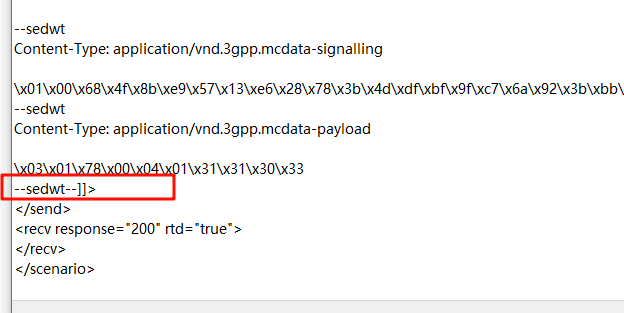 --sedwt
Content-Type: application/vnd.3gpp.mcdata-signalling
\x01\x00\x68\x4f\x8b\xe9\x57\x13\xe6\x28\x78\x3b\x4d\xdf\xbf\x9f\xc7\x6a\x92\x3b\xbb\
--sedwt
Content-Type: application/vnd.3gpp.mcdata-payload
\x03\x01\x78\x00\x04\x01\x31\x31\x30\x33
--sedwt--]]>
</send>
<recv response="200" rtd="true">
</recv>
</scenario>